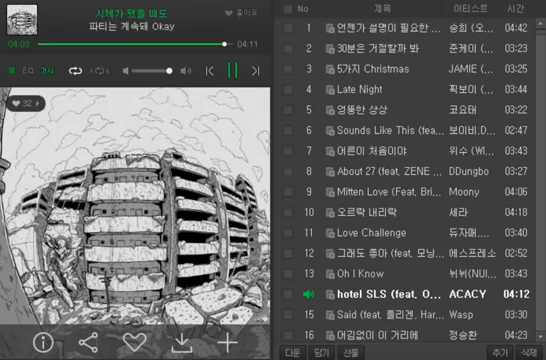 시체가 됐을 때도
파티는 계속돼 Okay
좋아요
04:03
04:11
EQ 가사
32
No 제목 아티스트 시간
1 언젠가 설명이 필요한 ... 승희 (오... 04:42
2 30분은 거절할까 봐 준케이 (... 03:23
3 5가지 Christmas JAMIE (... 03:25
4 Late Night 픽보이 (... 03:44
5 엉뚱한 상상 코요태 03:22
6 Sounds Like This (fea... 보이비,D... 02:47
7 어른이 처음이야 위수 (WI... 03:43
8 About 27 (feat, ZENE ... DDungbo 03:27
9 Mitten Love (Feat, Bri... Moony 04:06
10 오르락 내리락 세라 04:18
11 Love Challenge 듀자매,... 03:40
12 그래도 좋아 (feat, 모닝... 에스프레소 02:52
13 Oh I Know 뉘뉘(NUI... 03:43
hotel SLS (feat, O... ACACY 04:12
15 Said (feat, 플리겐, Har... Wasp 03:30
16 어김없이 이 거리에 정승환 04:23
다운 담기 선물 추가 삭제